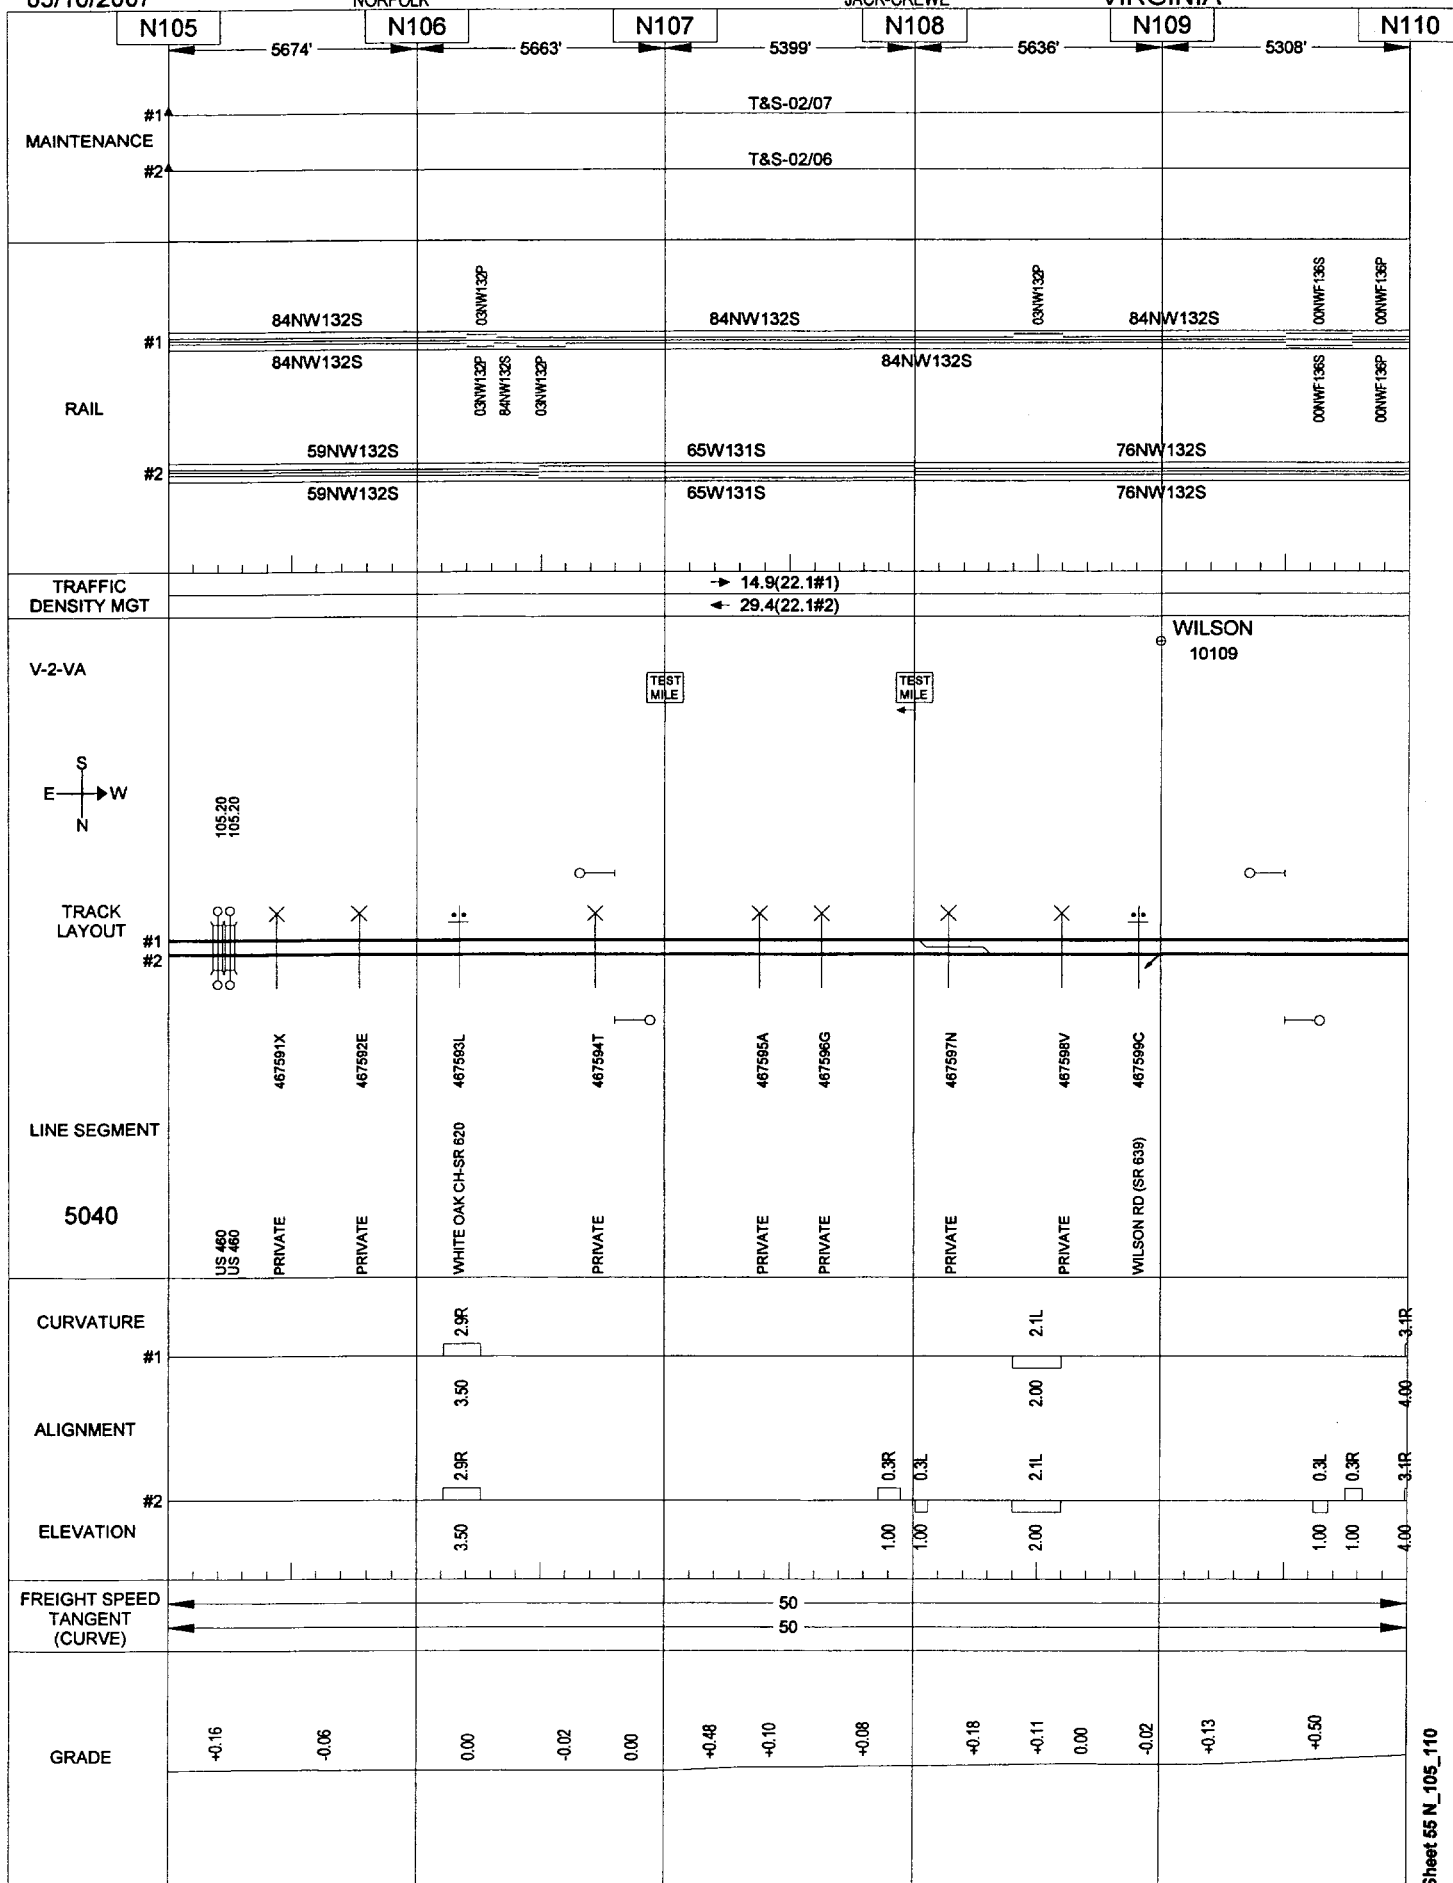 NORFOLK
VIRGINIA
N105 N106 N107 N108 N109 N110
5674' 5663' 5399' 5636' 5308'
#1 T&S-02/07
MAINTENANCE
#2 T&S-02/06
03NW132P 03NW132P 00NWF136S 00NWF136P
84NW132S 84NW132S 84NW132S
#1
84NW132S 84NW132S
03NW132P 84NW132S 03NW132P 00NWF136S 00NWF136P
RAIL
59NW132S 65W131S 76NW132S
#2
59NW132S 65W131S 76NW132S
TRAFFIC
DENSITY MGT
14.9(22.1#1)
29.4(22.1#2)
WILSON
10109
V-2-VA
TEST
MILE
TEST
MILE
S
E W
N
105.20
105.20
TRACK
LAYOUT
#1
#2
467591X 467592E 467593L 467594T 467595A 467596G 467597N 467598V 467599C
LINE SEGMENT
5040
US 460
US 460
PRIVATE
PRIVATE
WHITE OAK CH-SR 620
PRIVATE
PRIVATE
PRIVATE
PRIVATE
PRIVATE
WILSON RD (SR 639)
CURVATURE
2.9R 2.1L 3.1R
#1
3.50 2.00 4.00
ALIGNMENT
2.9R 0.3R 0.3L 2.1L 0.3L 0.3R 3.1R
#2
ELEVATION
3.50 1.00 1.00 2.00 1.00 1.00 4.00
FREIGHT SPEED
TANGENT
(CURVE)
50
50
GRADE
+0.16 -0.06 0.00 -0.02 0.00 +0.48 +0.10 +0.08 +0.18 +0.11 0.00 -0.02 +0.13 +0.50
Sheet 55 N_105_110